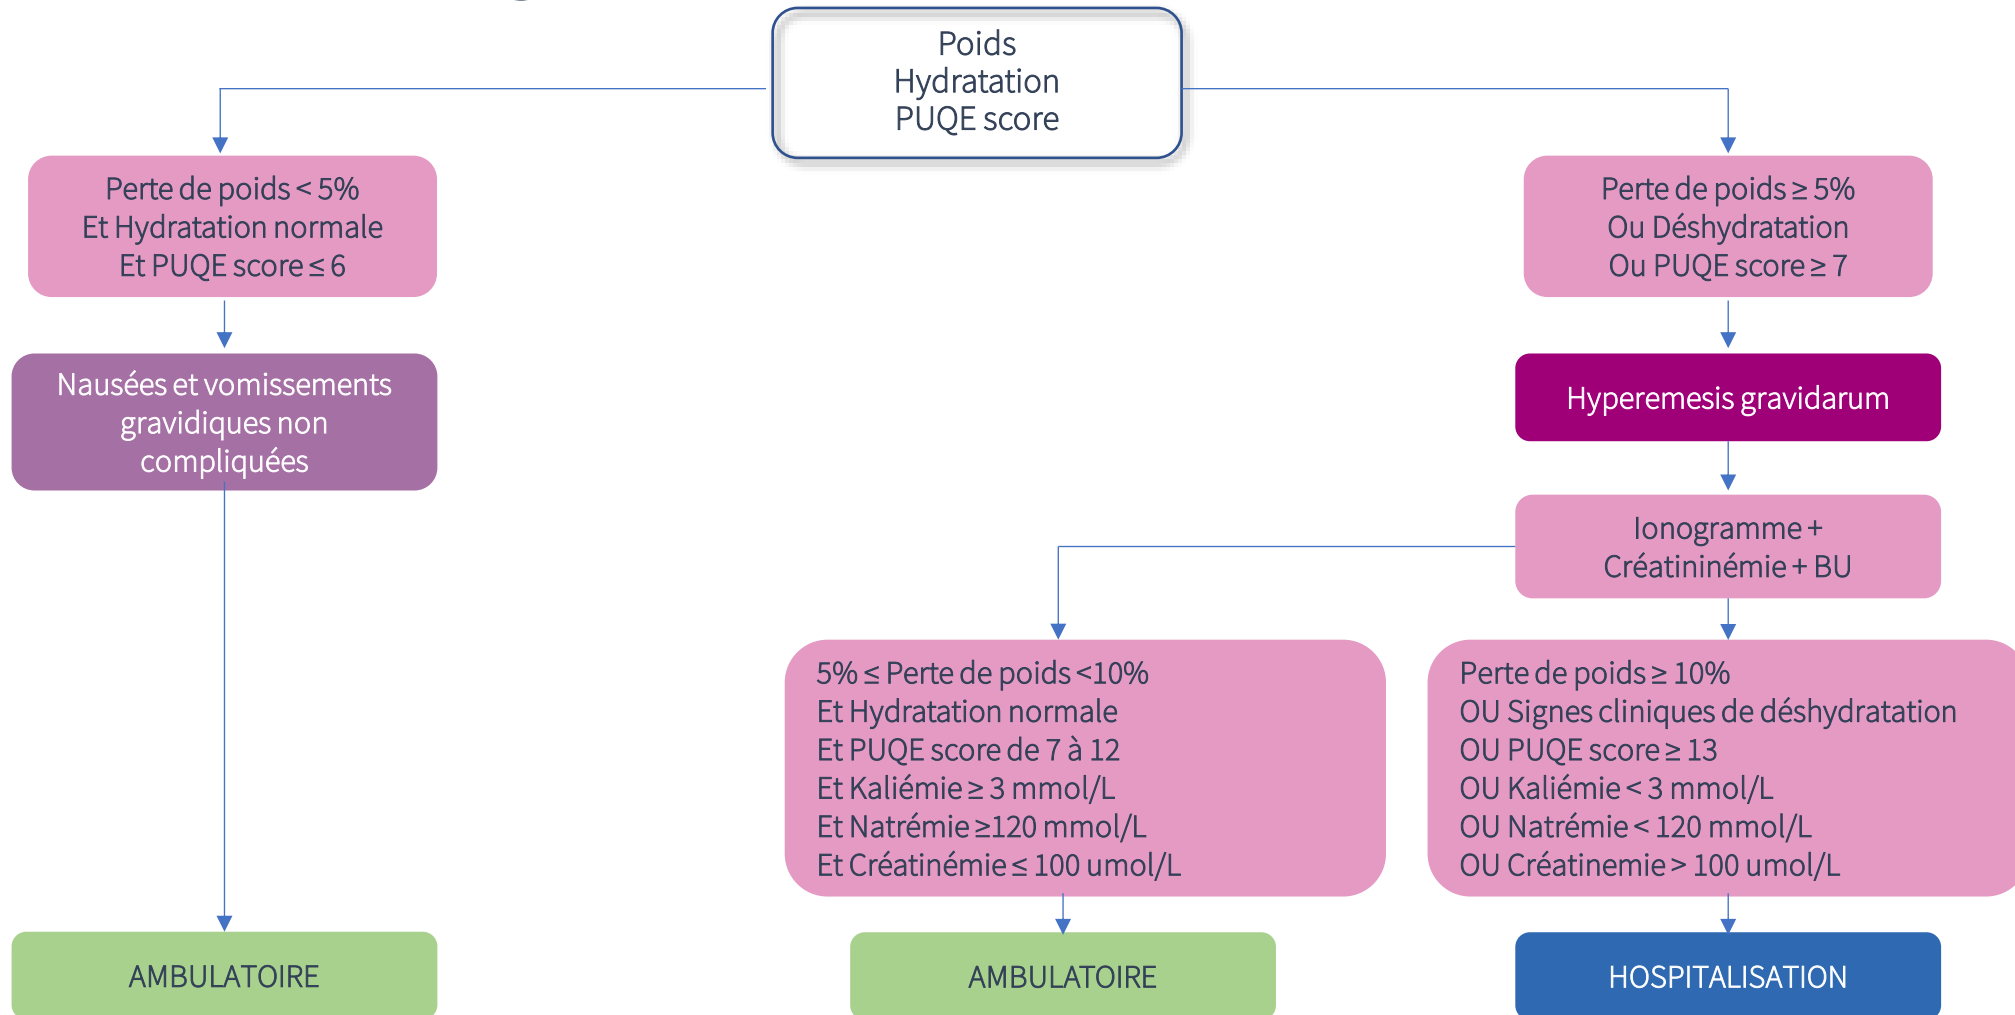 Poids
Hydratation
PUQE score
Perte de poids < 5%
Et Hydratation normale
Et PUQE score ≤ 6
Perte de poids ≥ 5%
Ou Déshydratation
Ou PUQE score ≥ 7
Nausées et vomissements
gravidiques non
compliquées
Hyperemesis gravidarum
Ionogramme +
Créatininémie + BU
5% ≤ Perte de poids <10%
Et Hydratation normale
Et PUQE score de 7 à 12
Et Kaliémie ≥ 3 mmol/L
Et Natrémie ≥120 mmol/L
Et Créatinémie ≤ 100 umol/L
Perte de poids ≥ 10%
OU Signes cliniques de déshydratation
OU PUQE score ≥ 13
OU Kaliémie < 3 mmol/L
OU Natrémie < 120 mmol/L
OU Créatinemie > 100 umol/L
AMBULATOIRE
AMBULATOIRE
HOSPITALISATION